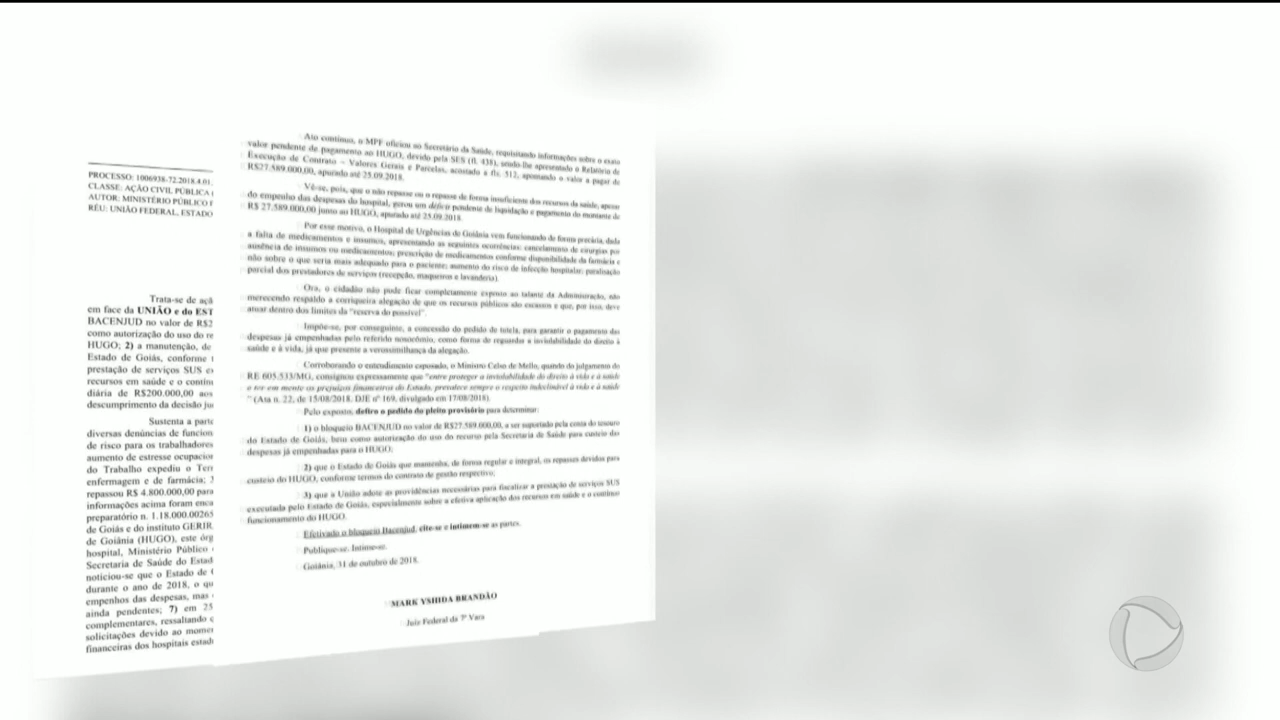 PROCESSO: 1006938-72.2018.4.01.
CLASSE: AÇÃO CIVIL PÚBLICA (
AUTOR: MINISTÉRIO PÚBLICO F
RÉU: UNIÃO FEDERAL, ESTADO
Trata-se de açã
em face da UNIÃO e do EST
BACENJUD no valor de R$2
como autorização do uso do re
HUGO; 2) a manutenção, de
Estado de Goiás, conforme t
prestação de serviços SUS e
recursos em saúde e o contin
diária de R$200.000,00 aos
descumprimento da decisão ju
Sustenta a parte
diversas denúncias de funcion
de risco para os trabalhadores
aumento de estresse ocupacion
do Trabalho expediu o Ter
enfermagem e de farmácia; 3
repassou R$ 4.800.000,00 para
informações acima foram enca
preparatório n. 1.18.000.00265
de Goiás e do instituto GERIR
de Goiânia (HUGO), este órg
hospital, Ministério Público
Secretaria de Saúde do Estad
noticiou-se que o Estado de G
durante o ano de 2018, o qu
empenhos das despesas, mas
ainda pendentes; 7) em 25
complementares, ressaltando q
solicitações devido ao momen
financeiras dos hospitais estad
Ato contínuo, o MPF oficiou ao Secretário da Saúde, requisitando informações sobre o exato
valor pendente de pagamento ao HUGO, devido pela SES (fl. 438), sendo-lhe apresentado o Relatório de
Execução de Contrato – Valores Gerais e Parcelas, acostado a fls. 512, apontando o valor a pagar de
R$27.589.000,00, apurado até 25.09.2018.
Vê-se, pois, que o não repasse ou o repasse de forma insuficiente dos recursos da saúde, apesar
do empenho das despesas do hospital, gerou um déficit pendente de liquidação e pagamento do montante de
R$ 27.589.000,00 junto ao HUGO, apurado até 25.09.2018.
Por esse motivo, o Hospital de Urgências de Goiânia vem funcionando de forma precária, dada
a falta de medicamentos e insumos, apresentando as seguintes ocorrências: cancelamento de cirurgias por
ausência de insumos ou medicamentos; prescrição de medicamentos conforme disponibilidade da farmácia e
não sobre o que seria mais adequado para o paciente; aumento do risco de infecção hospitalar; paralisação
parcial dos prestadores de serviços (recepção, maqueiros e lavanderia).
Ora, o cidadão não pode ficar completamente exposto ao talante da Administração, não
merecendo respaldo a corriqueira alegação de que os recursos públicos são escassos e que, por isso, deve
atuar dentro dos limites da "reserva do possível".
Impõe-se, por conseguinte, a concessão do pedido de tutela, para garantir o pagamento das
despesas já empenhadas pelo referido nosocômio, como forma de resguardar a inviolabilidade do direito à
saúde e à vida, já que presente a verossimilhança da alegação.
Corroborando o entendimento esposado, o Ministro Celso de Mello, quando do julgamento do
RE 605.533/MG, consignou expressamente que "entre proteger a inviolabilidade do direito à vida e à saúde
e ter em mente os prejuízos financeiros do Estado, prevalece sempre o respeito indeclinável à vida e à saúde
" (Ata n. 22, de 15/08/2018. DJE nº 169, divulgado em 17/08/2018).
Pelo exposto, defiro o pedido do pleito provisório para determinar:
1) o bloqueio BACENJUD no valor de R$27.589.000,00, a ser suportado pela conta do tesouro
do Estado de Goiás, bem como autorização do uso do recurso pela Secretaria de Saúde para custeio das
despesas já empenhadas para o HUGO;
2) que o Estado de Goiás que mantenha, de forma regular e integral, os repasses devidos para
custeio do HUGO, conforme termos do contrato de gestão respectivo;
3) que a União adote as providências necessárias para fiscalizar a prestação de serviços SUS
executada pelo Estado de Goiás, especialmente sobre a efetiva aplicação dos recursos em saúde e o contínuo
funcionamento do HUGO.
Efetivado o bloqueio Bacenjud, cite-se e intimem-se as partes.
Publique-se. Intime-se.
Goiânia, 31 de outubro de 2018.
MARK YSHIDA BRANDÃO
Juiz Federal da 7ª Vara